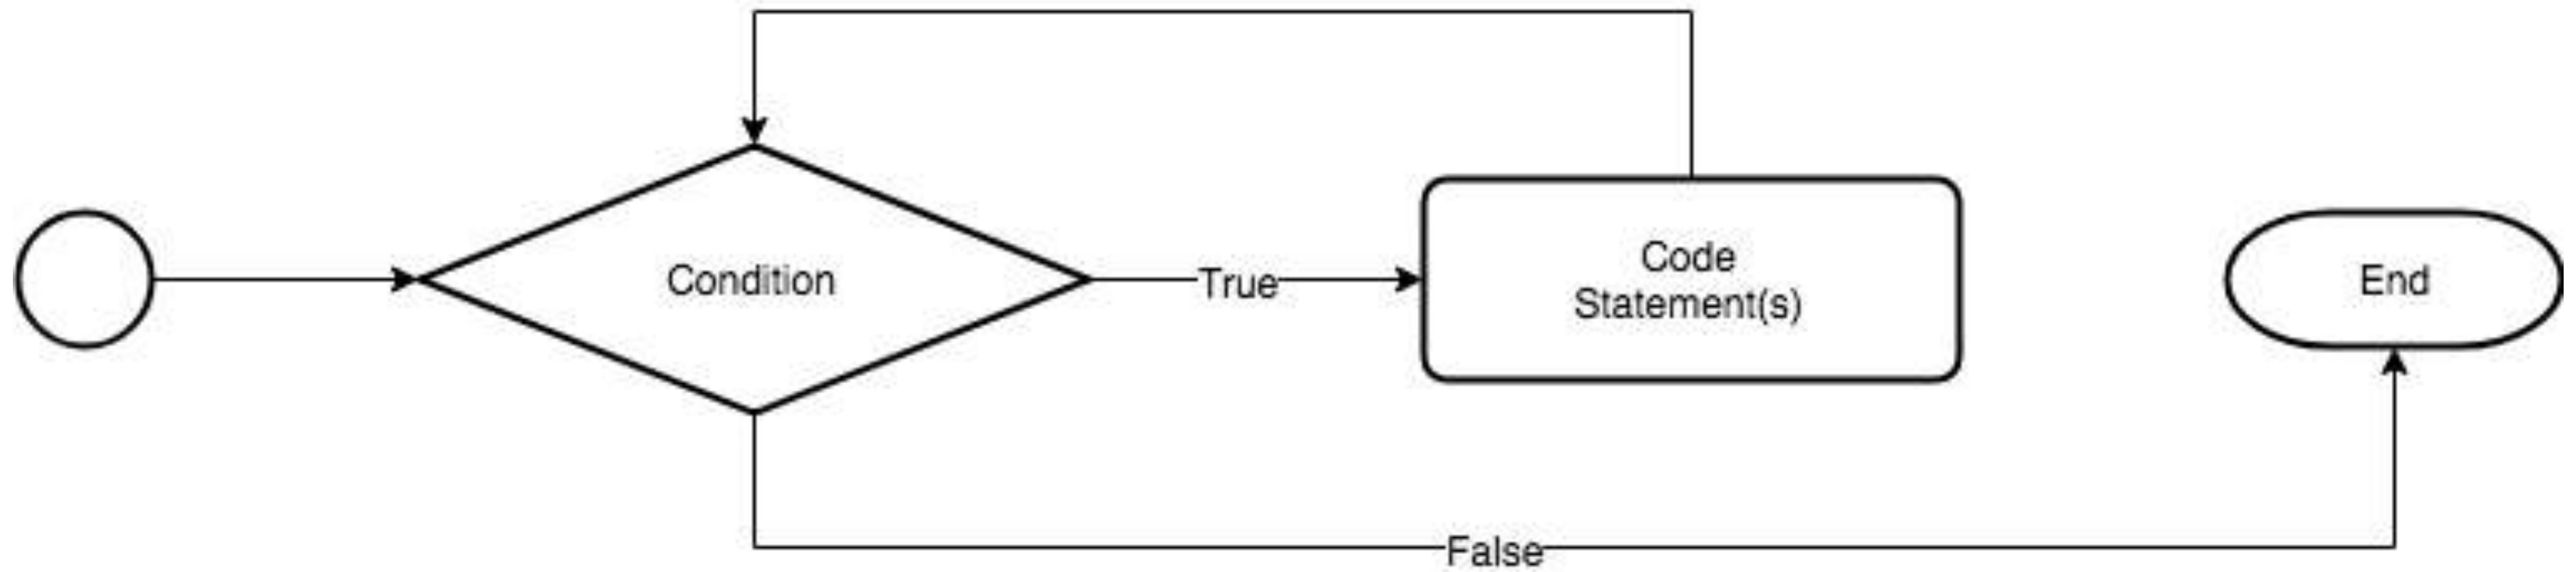 Condition
True
Code
Statement(s)
End
False